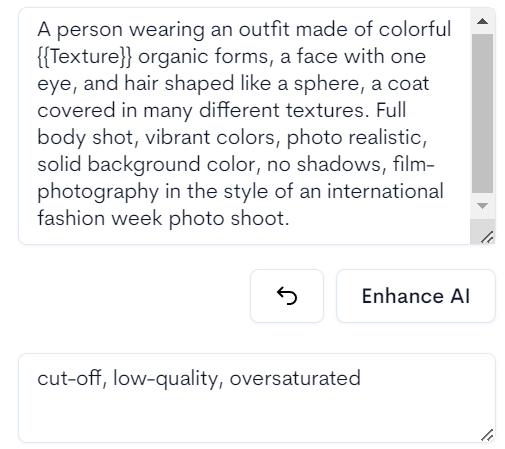 A person wearing an outfit made of colorful
{{Texture}} organic forms, a face with one
eye, and hair shaped like a sphere, a coat
covered in many different textures. Full
body shot, vibrant colors, photo realistic,
solid background color, no shadows, film-
photography in the style of an international
fashion week photo shoot.
Enhance AI
cut-off, low-quality, oversaturated